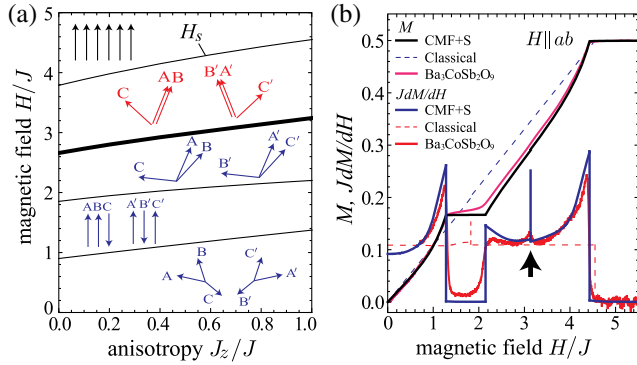 (a)
H_s
AB
C
B′A′
C′
A
B
C
A′
C′
B′
ABC
A′B′C′
B
A
C
C′
A′
B′
magnetic field H/J
5
4
3
2
1
0
0.0 0.2 0.4 0.6 0.8 1.0
anisotropy J_z/J
(b)
M
CMF+S
Classical
Ba₃CoSb₂O₉
JdM/dH
CMF+S
Classical
Ba₃CoSb₂O₉
H∥ab
M, JdM/dH
0.5
0.4
0.3
0.2
0.1
0.0
0 1 2 3 4 5
magnetic field H/J